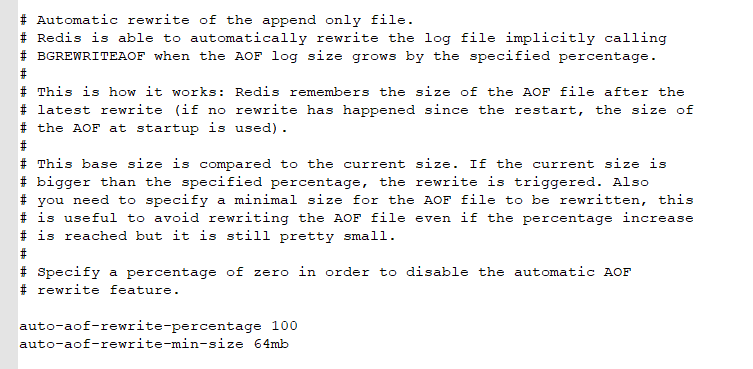 # Automatic rewrite of the append only file.
# Redis is able to automatically rewrite the log file implicitly calling
# BGREWRITEAOF when the AOF log size grows by the specified percentage.
#
# This is how it works: Redis remembers the size of the AOF file after the
# latest rewrite (if no rewrite has happened since the restart, the size of
# the AOF at startup is used).
#
# This base size is compared to the current size. If the current size is
# bigger than the specified percentage, the rewrite is triggered. Also
# you need to specify a minimal size for the AOF file to be rewritten, this
# is useful to avoid rewriting the AOF file even if the percentage increase
# is reached but it is still pretty small.
#
# Specify a percentage of zero in order to disable the automatic AOF
# rewrite feature.
auto-aof-rewrite-percentage 100
auto-aof-rewrite-min-size 64mb